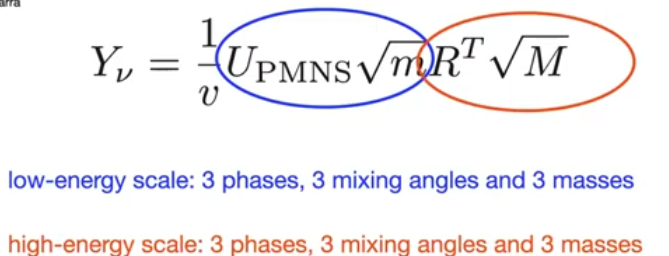 Y_ν = 1/v U_PMNS √m R^T √M
low-energy scale: 3 phases, 3 mixing angles and 3 masses
high-energy scale: 3 phases, 3 mixing angles and 3 masses